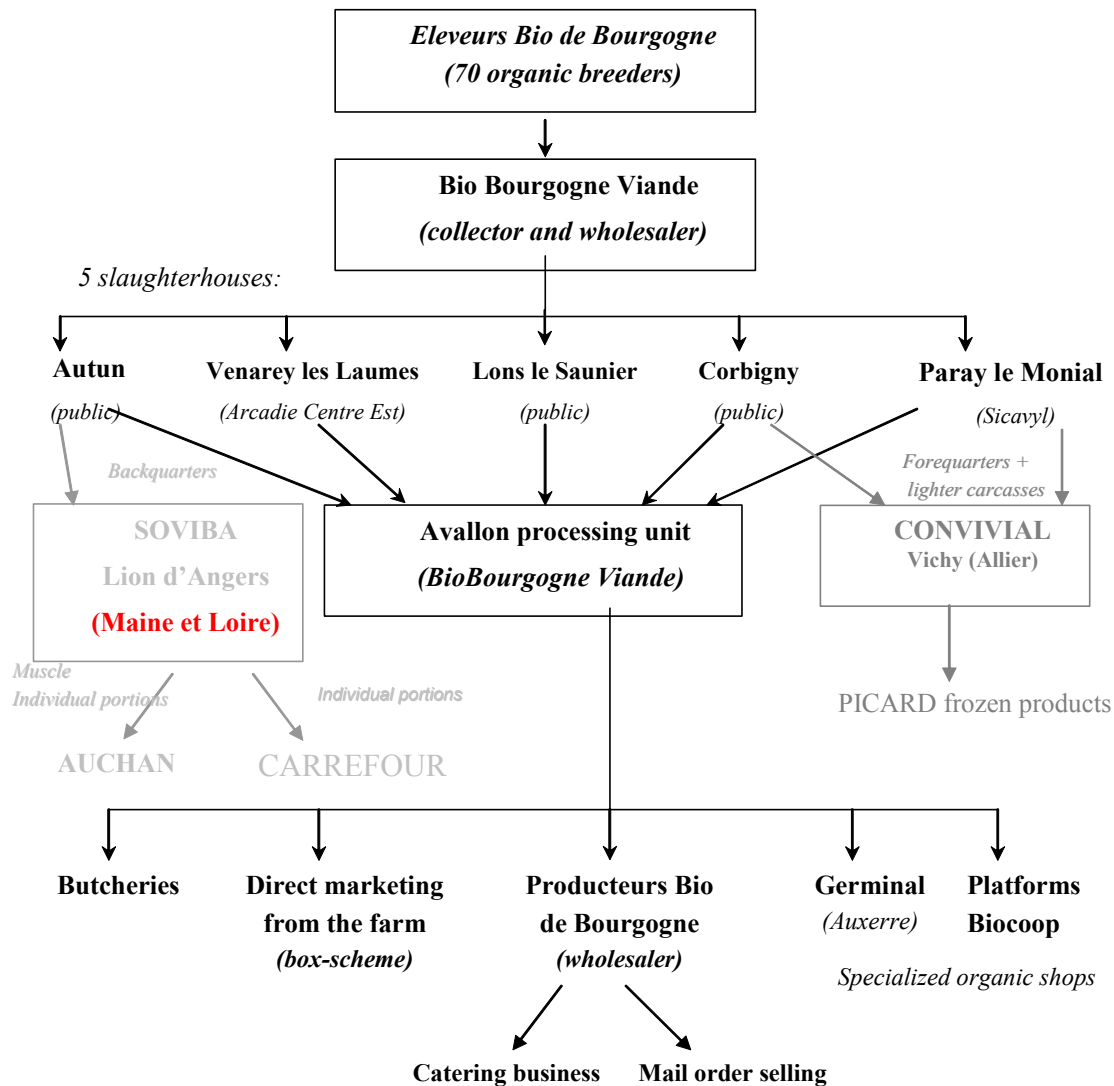 Eleveurs Bio de Bourgogne
(70 organic breeders)
Bio Bourgogne Viande
(collector and wholesaler)
5 slaughterhouses:
Autun
(public)
Venarey les Laumes
(Arcadie Centre Est)
Lons le Saunier
(public)
Corbigny
(public)
Paray le Monial
(Sicavyl)
Backquarters
Forequarters +
lighter carcasses
SOVIBA
Lion d’Angers
(Maine et Loire)
Avallon processing unit
(BioBourgogne Viande)
CONVIVIAL
Vichy (Allier)
Muscle
Individual portions
Individual portions
PICARD frozen products
AUCHAN
CARREFOUR
Butcheries
Direct marketing
from the farm
(box-scheme)
Producteurs Bio
de Bourgogne
(wholesaler)
Germinal
(Auxerre)
Platforms
Biocoop
Specialized organic shops
Catering business
Mail order selling